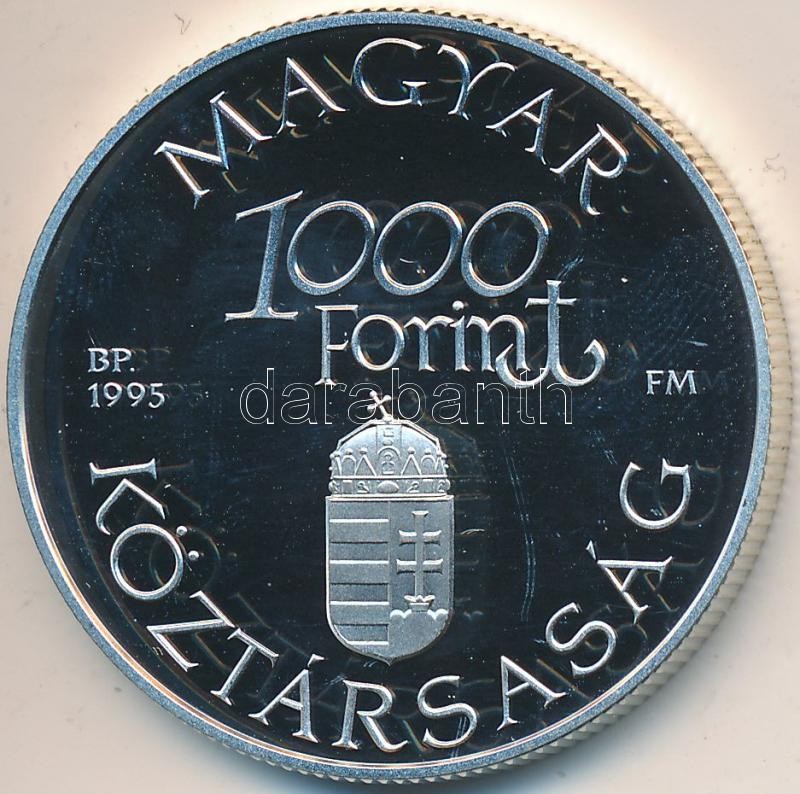 MAGYAR
1000
Forint
BP.
1995
FM
darabanth
KÖZTÁRSASÁG